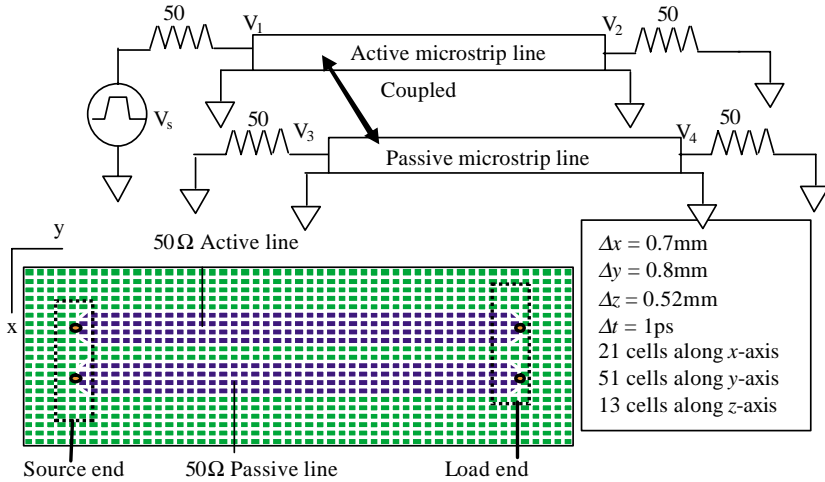 50
V1
V2
50
Active microstrip line
Coupled
Vs
50
V3
V4
50
Passive microstrip line
y
x
50Ω Active line
Δx = 0.7mm
Δy = 0.8mm
Δz = 0.52mm
Δt = 1ps
21 cells along x-axis
51 cells along y-axis
13 cells along z-axis
Source end
50Ω Passive line
Load end